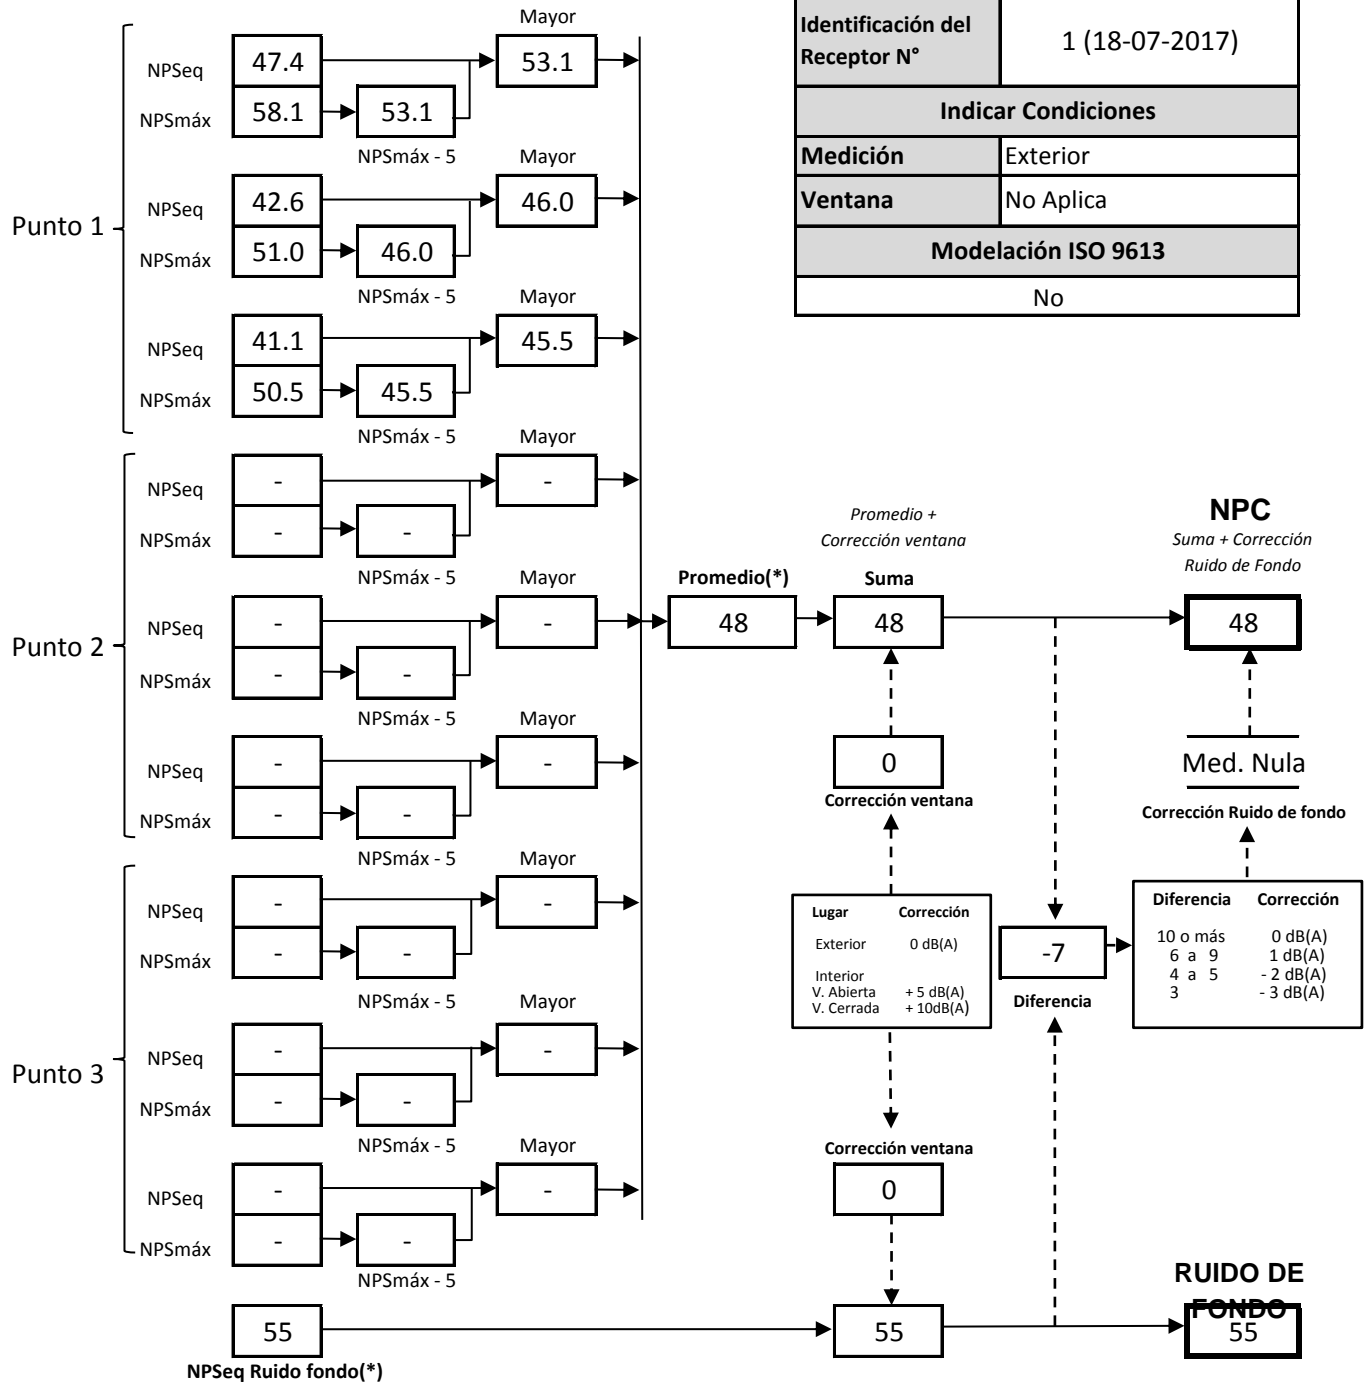 Identificación del
Receptor N°
1 (18-07-2017)
Indicar Condiciones
Medición
Exterior
Ventana
No Aplica
Modelación ISO 9613
No
Punto 1
Mayor
NPSeq
47.4
53.1
NPSmáx
58.1
53.1
NPSmáx - 5
Mayor
NPSeq
42.6
46.0
NPSmáx
51.0
46.0
NPSmáx - 5
Mayor
NPSeq
41.1
45.5
NPSmáx
50.5
45.5
NPSmáx - 5
Punto 2
Mayor
NPSeq
-
-
NPSmáx
-
-
NPSmáx - 5
Mayor
NPSeq
-
-
NPSmáx
-
-
NPSmáx - 5
Mayor
NPSeq
-
-
NPSmáx
-
-
NPSmáx - 5
Punto 3
Mayor
NPSeq
-
-
NPSmáx
-
-
NPSmáx - 5
Mayor
NPSeq
-
-
NPSmáx
-
-
NPSmáx - 5
Mayor
NPSeq
-
-
NPSmáx
-
-
NPSmáx - 5
Promedio(*)
48
Promedio +
Corrección ventana
Suma
48
NPC
Suma + Corrección
Ruido de Fondo
48
0
Corrección ventana
Med. Nula
Corrección Ruido de fondo
Lugar Corrección
Exterior 0 dB(A)
Interior
V. Abierta + 5 dB(A)
V. Cerrada + 10dB(A)
-7
Diferencia
Diferencia Corrección
10 o más 0 dB(A)
6 a 9 1 dB(A)
4 a 5 - 2 dB(A)
3 - 3 dB(A)
Corrección ventana
0
55
NPSeq Ruido fondo(*)
55
RUIDO DE
FONDO
55